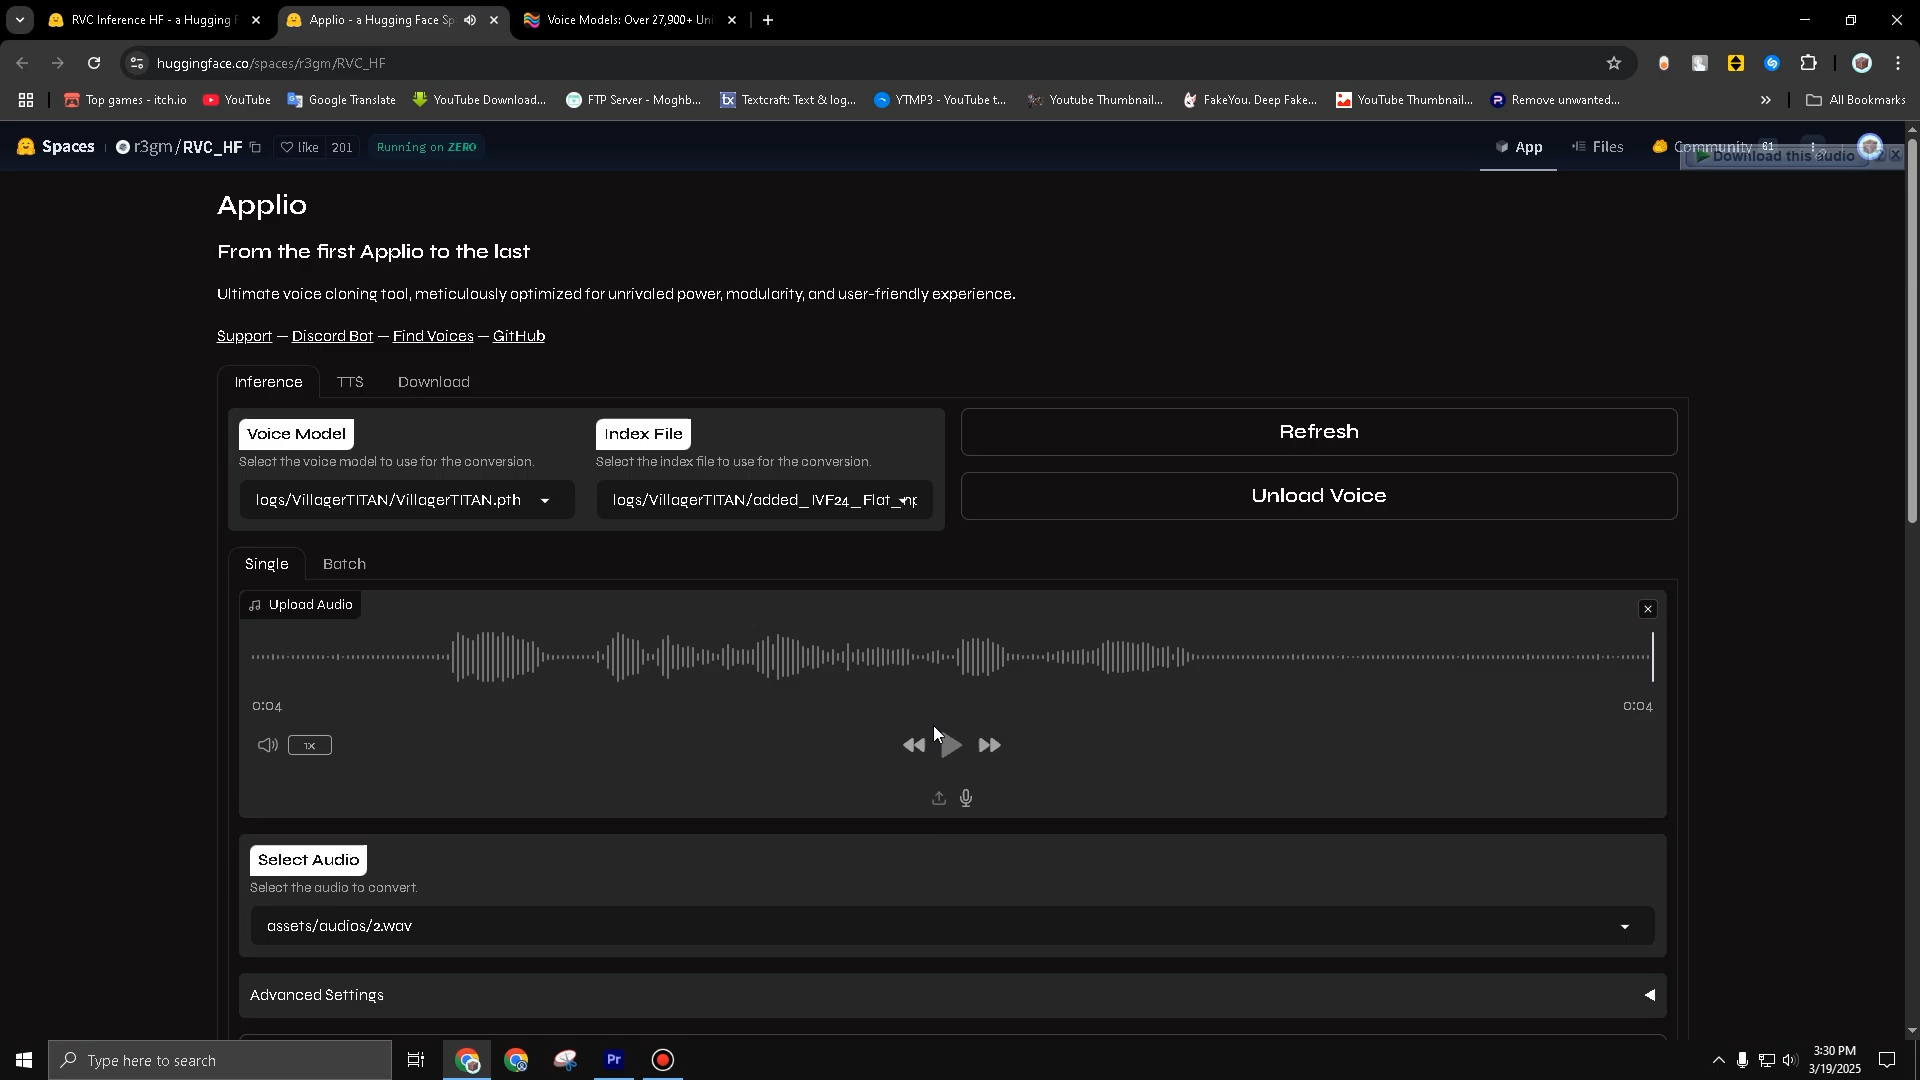 RVC Inference HF - a Hugging F
Applio - a Hugging Face Sp
Voice Models: Over 27,900+ Uni
huggingface.co/spaces/r3gm/RVC_HF
Top games - itch.io
YouTube
Google Translate
YouTube Download...
FTP Server - Moghb...
Textcraft: Text & log...
YTMP3 - YouTube t...
Youtube Thumbnail...
FakeYou. Deep Fake...
YouTube Thumbnail...
Remove unwanted...
All Bookmarks
Spaces
r3gm/RVC_HF
like 201
Running on ZERO
App
Files
Community 61
Download this audio
Applio
From the first Applio to the last
Ultimate voice cloning tool, meticulously optimized for unrivaled power, modularity, and user-friendly experience.
Support — Discord Bot — Find Voices — GitHub
Inference
TTS
Download
Voice Model
Select the voice model to use for the conversion.
logs/VillagerTITAN/VillagerTITAN.pth
Index File
Select the index file to use for the conversion.
logs/VillagerTITAN/added_IVF24_Flat_np
Refresh
Unload Voice
Single
Batch
Upload Audio
0:04
0:04
1x
Select Audio
Select the audio to convert.
assets/audios/2.wav
Advanced Settings
Type here to search
Pr
3:30 PM
3/19/2025